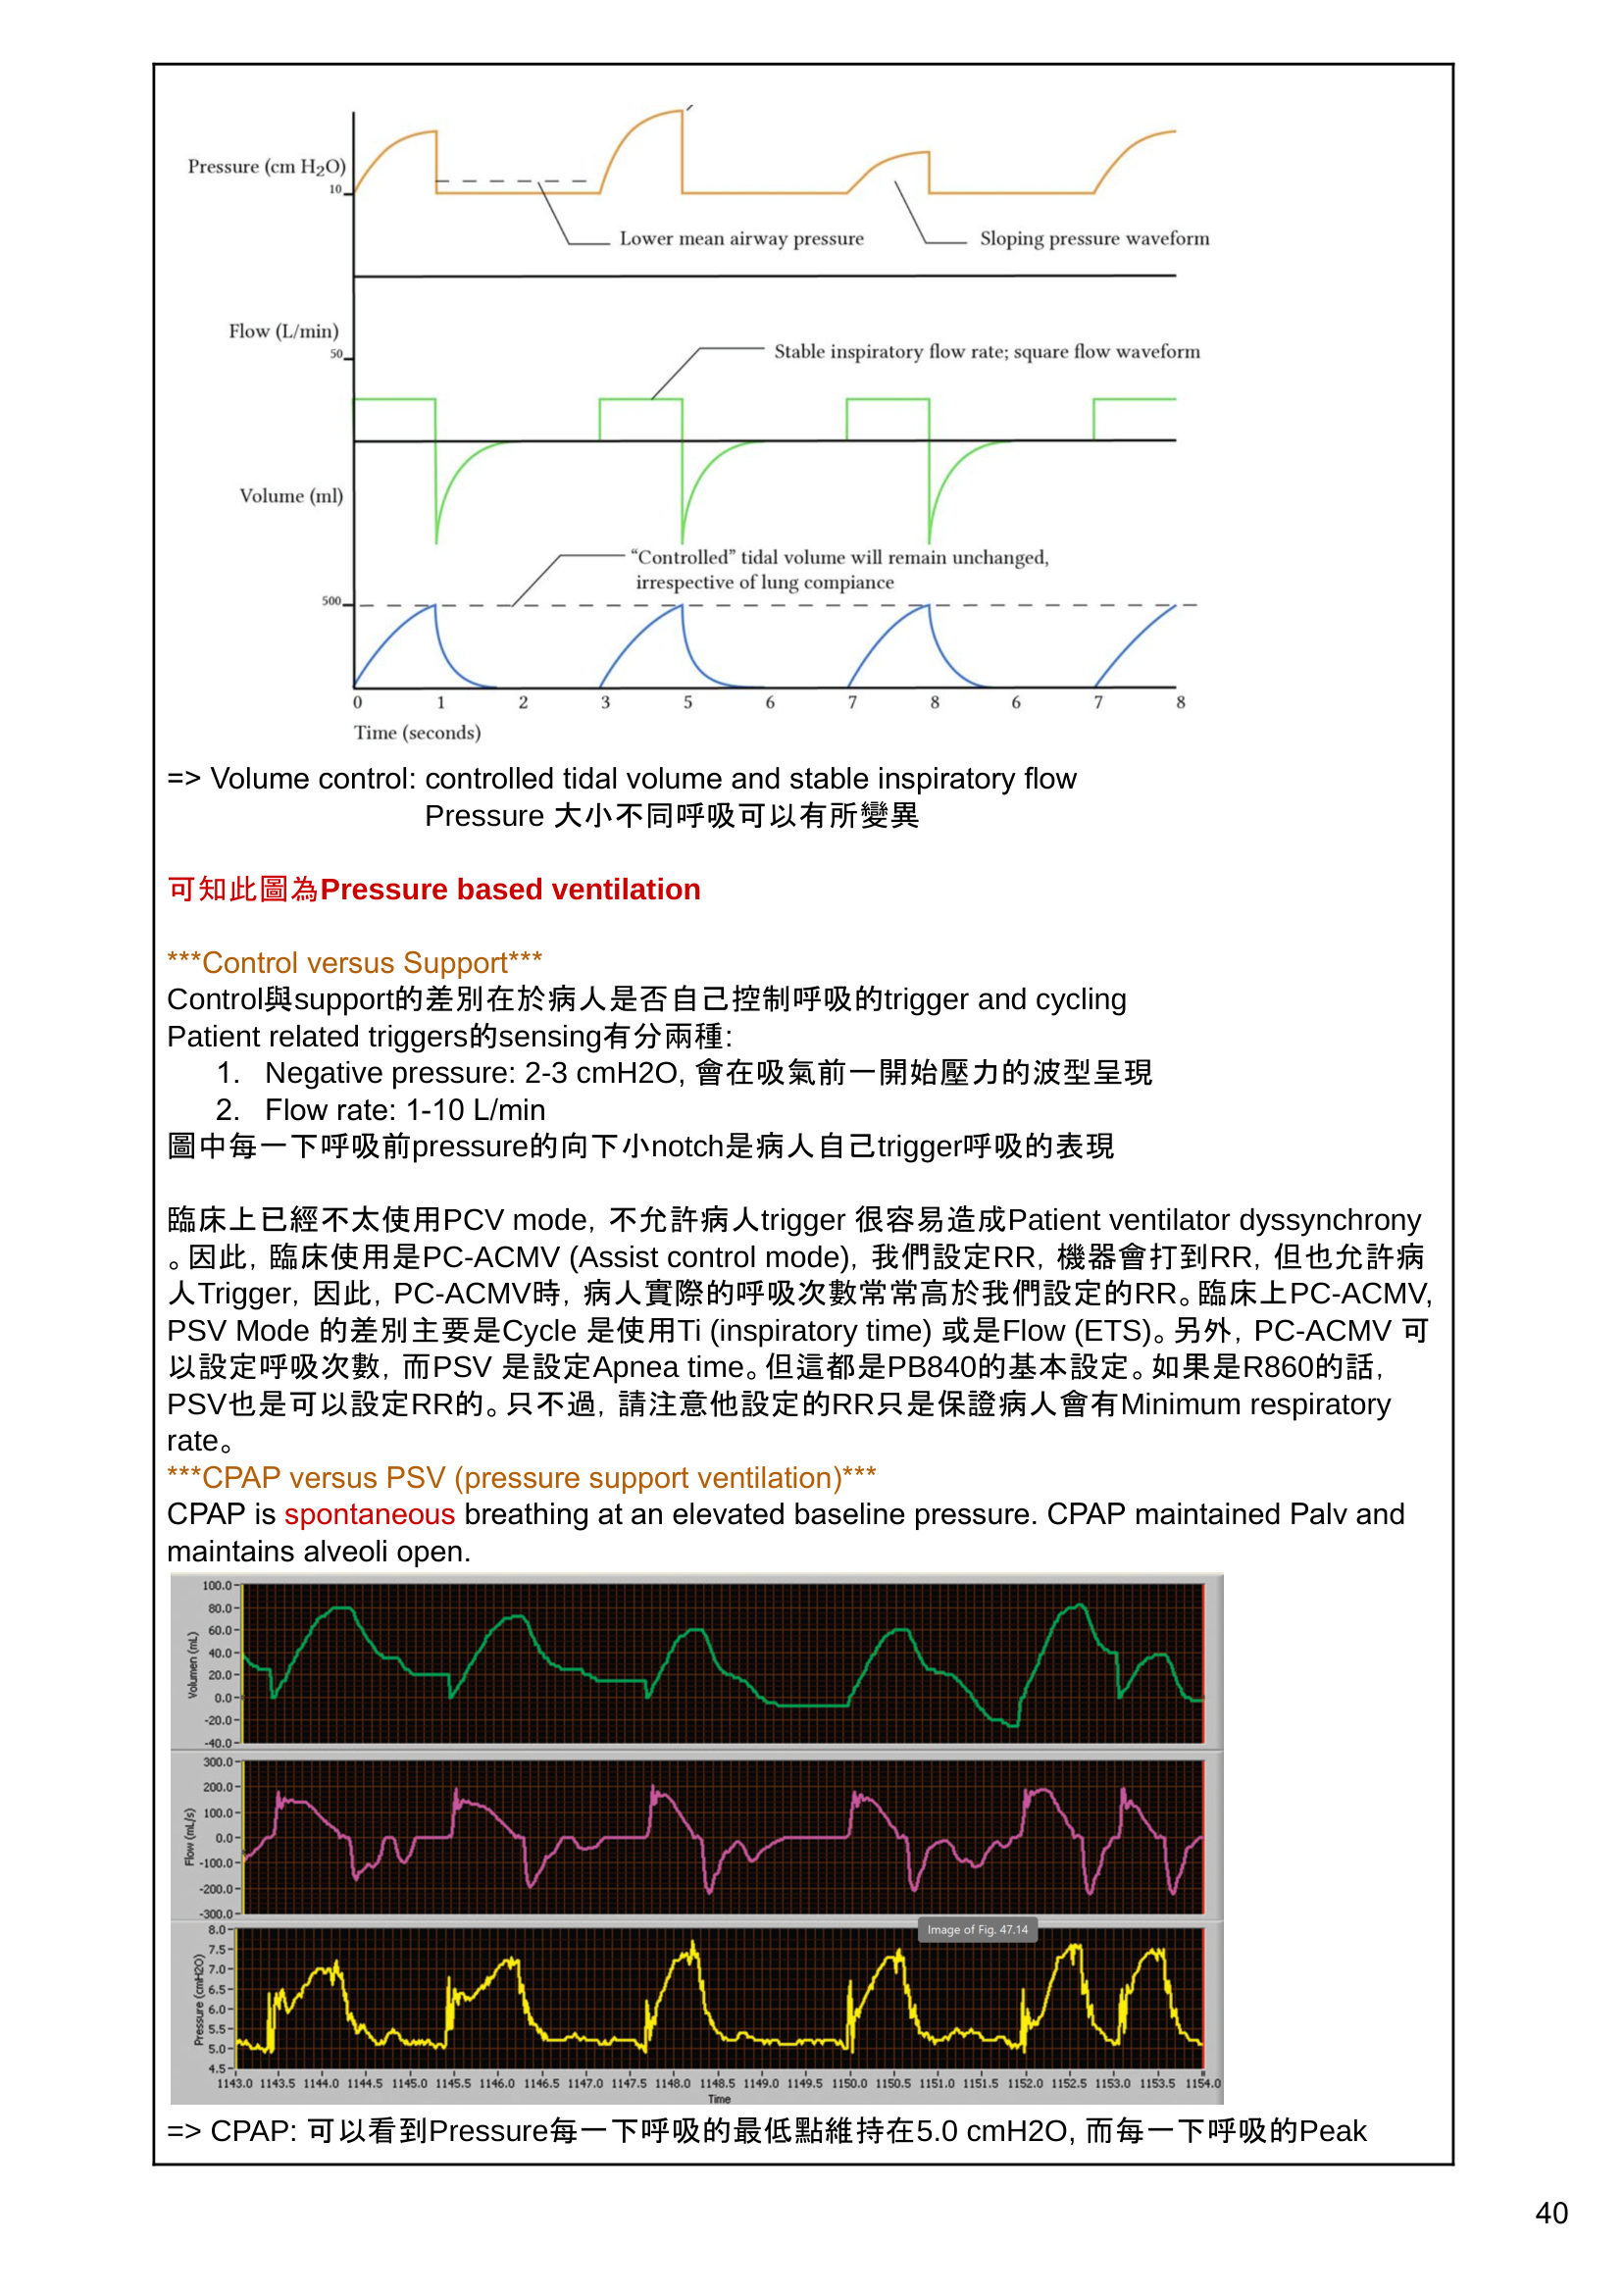 Pressure (cm H₂O)
10
Lower mean airway pressure
Sloping pressure waveform
Flow (L/min)
50
Stable inspiratory flow rate; square flow waveform
Volume (ml)
“Controlled” tidal volume will remain unchanged,
irrespective of lung compiance
500
0 1 2 3 5 6 7 8 6 7 8
Time (seconds)
=> Volume control: controlled tidal volume and stable inspiratory flow
Pressure 大小不同呼吸可以有所變異
可知此圖為Pressure based ventilation
***Control versus Support***
Control與support的差別在於病人是否自己控制呼吸的trigger and cycling
Patient related triggers的sensing有分兩種:
1. Negative pressure: 2-3 cmH2O, 會在吸氣前一開始壓力的波型呈現
2. Flow rate: 1-10 L/min
圖中每一下呼吸前pressure的向下小notch是病人自己trigger呼吸的表現
臨床上已經不太使用PCV mode，不允許病人trigger 很容易造成Patient ventilator dyssynchrony
。因此，臨床使用是PC-ACMV (Assist control mode)，我們設定RR，機器會打到RR，但也允許病
人Trigger，因此，PC-ACMV時，病人實際的呼吸次數常常高於我們設定的RR。臨床上PC-ACMV,
PSV Mode 的差別主要是Cycle 是使用Ti (inspiratory time) 或是Flow (ETS)。另外，PC-ACMV 可
以設定呼吸次數，而PSV 是設定Apnea time。但這都是PB840的基本設定。如果是R860的話，
PSV也是可以設定RR的。只不過，請注意他設定的RR只是保證病人會有Minimum respiratory
rate。
***CPAP versus PSV (pressure support ventilation)***
CPAP is spontaneous breathing at an elevated baseline pressure. CPAP maintained Palv and
maintains alveoli open.
Volumen (mL)
100.0
80.0
60.0
40.0
20.0
0.0
-20.0
-40.0
Flow (mL/s)
300.0
200.0
100.0
0.0
-100.0
-200.0
-300.0
Image of Fig. 47.14
Pressure (cmH2O)
8.0
7.5
7.0
6.5
6.0
5.5
5.0
4.5
1143.0 1143.5 1144.0 1144.5 1145.0 1145.5 1146.0 1146.5 1147.0 1147.5 1148.0 1148.5 1149.0 1149.5 1150.0 1150.5 1151.0 1151.5 1152.0 1152.5 1153.0 1153.5 1154.0
Time
=> CPAP: 可以看到Pressure每一下呼吸的最低點維持在5.0 cmH2O, 而每一下呼吸的Peak
40